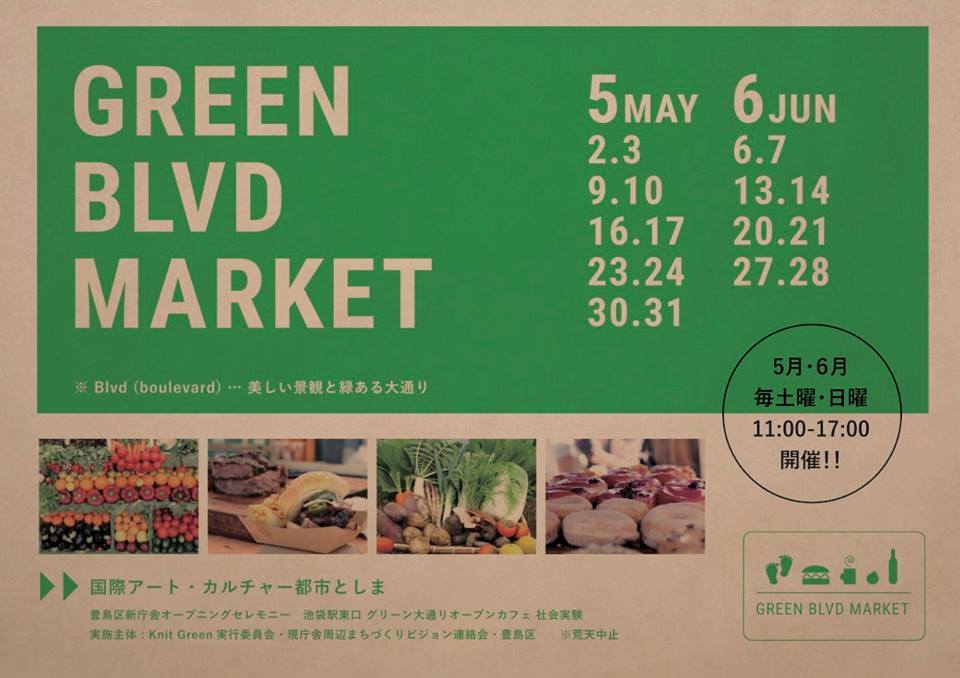 GREEN
BLVD
MARKET
5 MAY
2.3
9.10
16.17
23.24
30.31
6 JUN
6.7
13.14
20.21
27.28
※ Blvd (boulevard) … 美しい景観と緑ある大通り
5月・6月
毎土曜・日曜
11:00-17:00
開催!!
国際アート・カルチャー都市としま
豊島区新庁舎オープニングセレモニー 池袋駅東口 グリーン大通りオープンカフェ 社会実験
実施主体：Knit Green 実行委員会・現庁舎周辺まちづくりビジョン連絡会・豊島区 ※荒天中止
GREEN BLVD MARKET